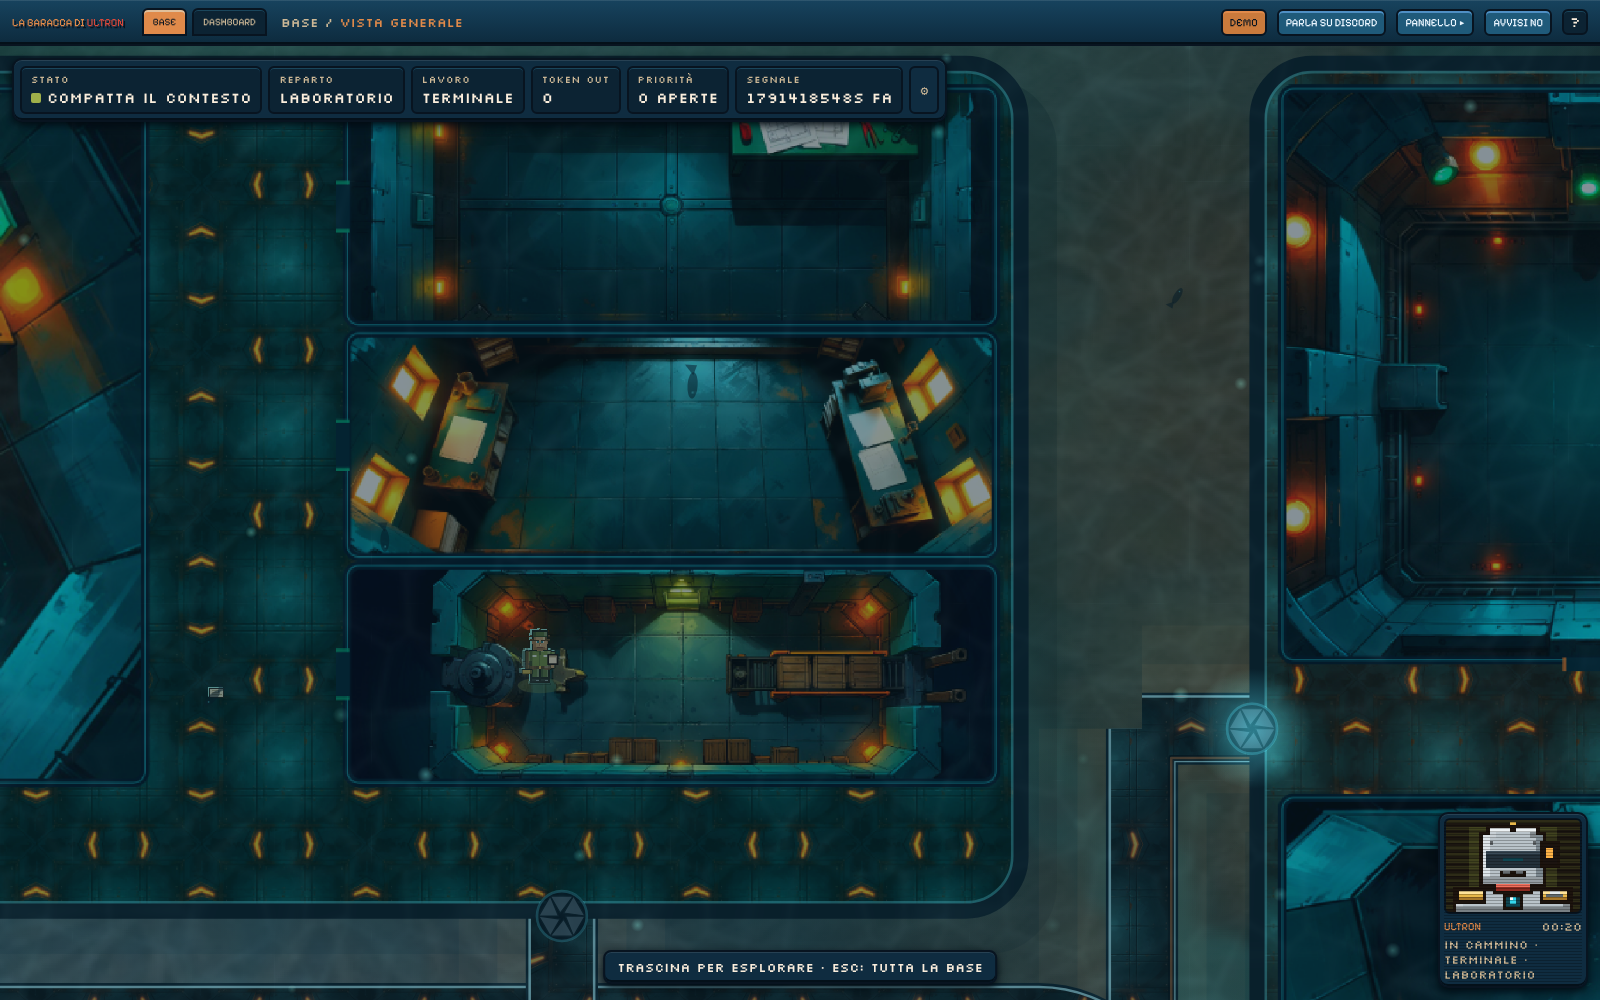 LA BARACCA DI ULTRON
BASE
DASHBOARD
BASE / VISTA GENERALE
DEMO
PARLA SU DISCORD
PANNELLO ▸
AVVISI NO
?
STATO
COMPATTA IL CONTESTO
REPARTO
LABORATORIO
LAVORO
TERMINALE
TOKEN OUT
0
PRIORITÀ
0 APERTE
SEGNALE
1791418548S FA
TRASCINA PER ESPLORARE · ESC: TUTTA LA BASE
ULTRON 00:20
IN CAMMINO ·
TERMINALE ·
LABORATORIO